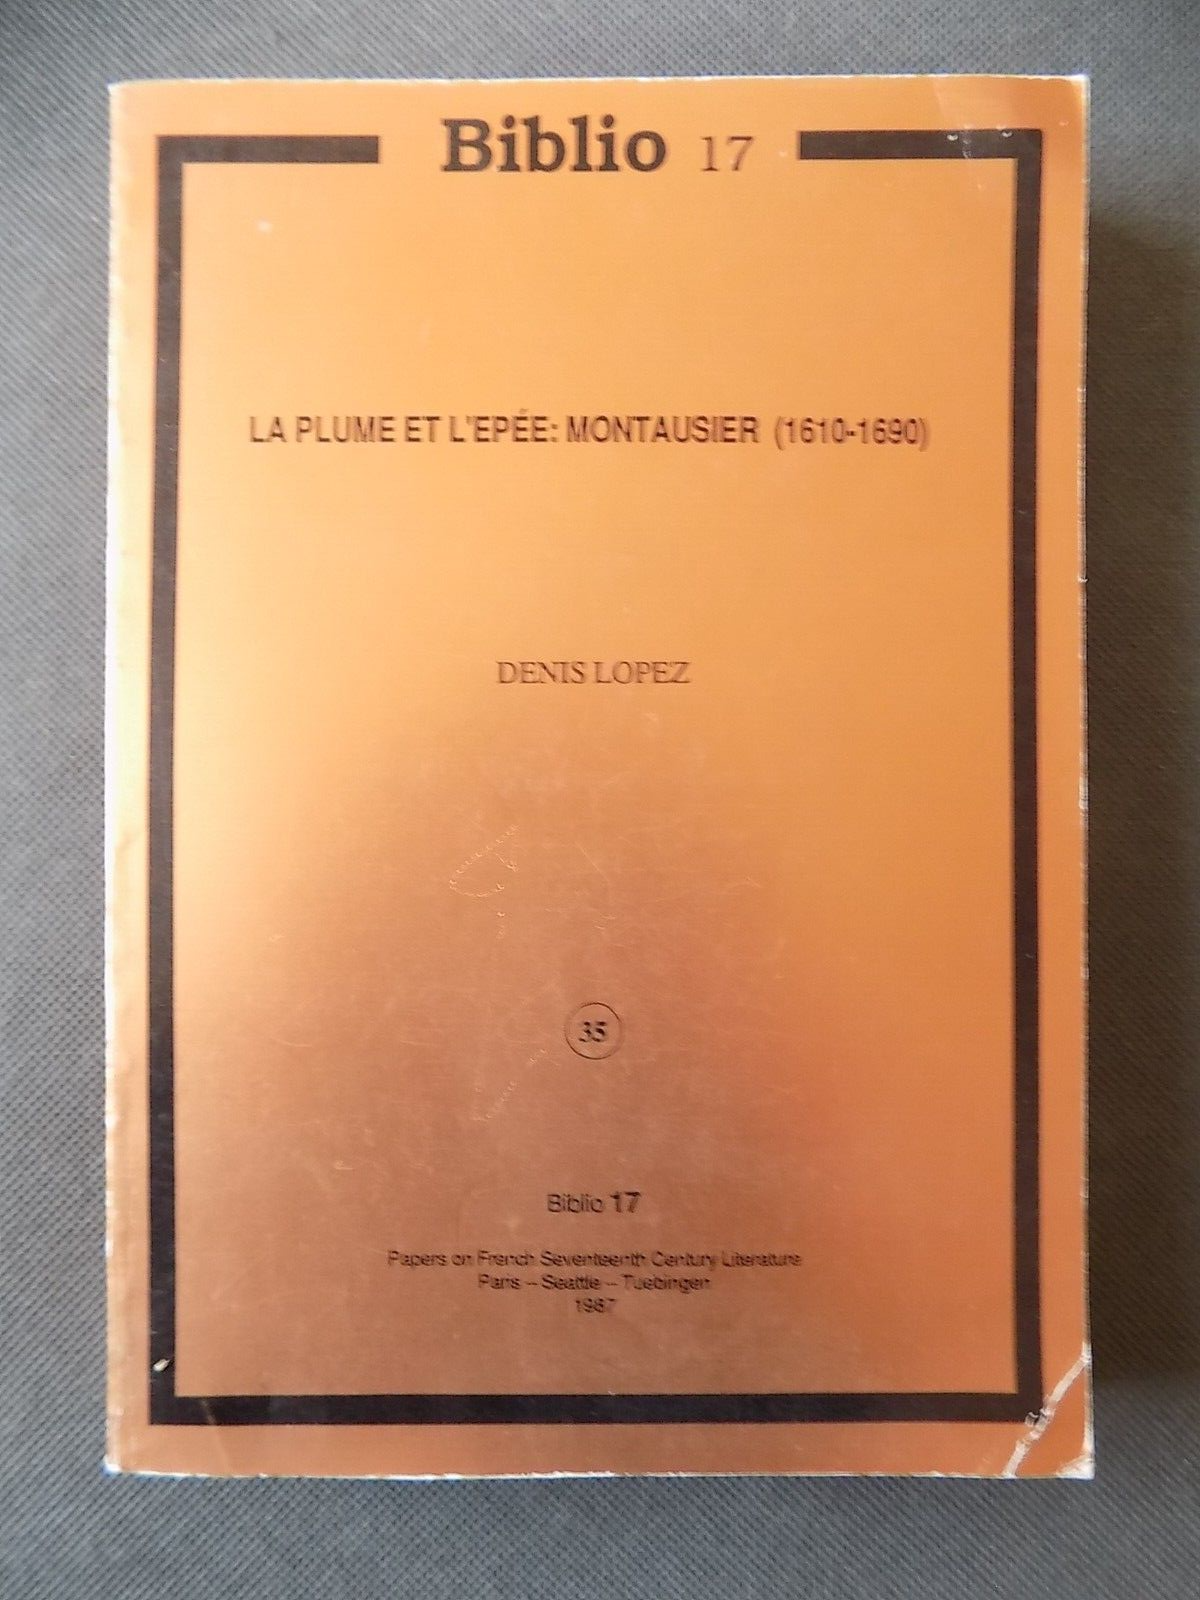 Biblio 17
LA PLUME ET L'EPÉE: MONTAUSIER (1610-1690)
DENIS LOPEZ
35
Biblio 17
Papers on French Seventeenth Century Literature
Paris – Seattle – Tuebingen
1987